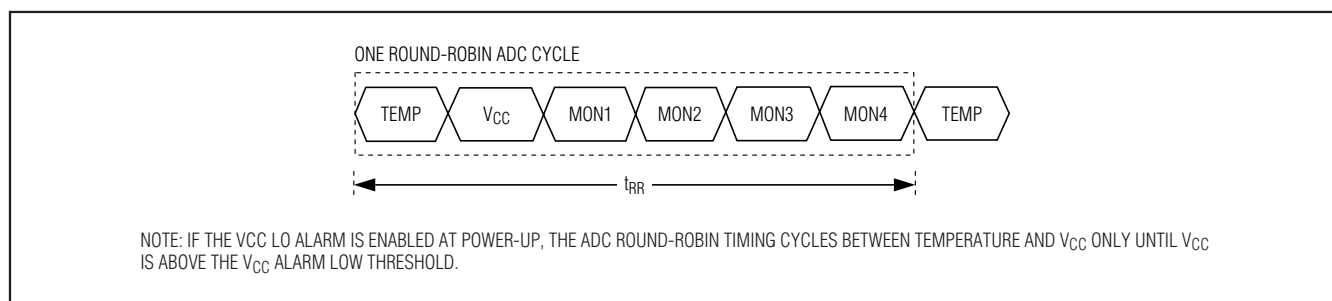 ONE ROUND-ROBIN ADC CYCLE
TEMP VCC MON1 MON2 MON3 MON4 TEMP
tRR
NOTE: IF THE VCC LO ALARM IS ENABLED AT POWER-UP, THE ADC ROUND-ROBIN TIMING CYCLES BETWEEN TEMPERATURE AND VCC ONLY UNTIL VCC
IS ABOVE THE VCC ALARM LOW THRESHOLD.